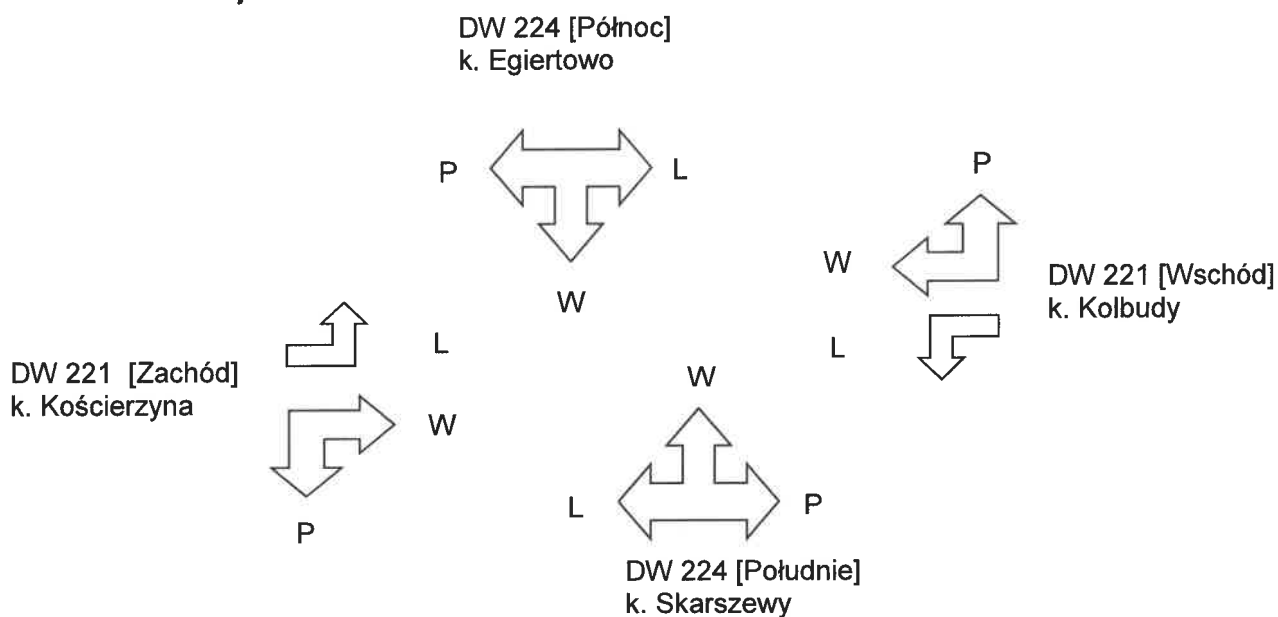 DW 224 [Północ]
k. Egiertowo
P
L
W
P
W
L
DW 221 [Wschód]
k. Kolbudy
DW 221 [Zachód]
k. Kościerzyna
L
W
P
W
L
P
DW 224 [Południe]
k. Skarszewy